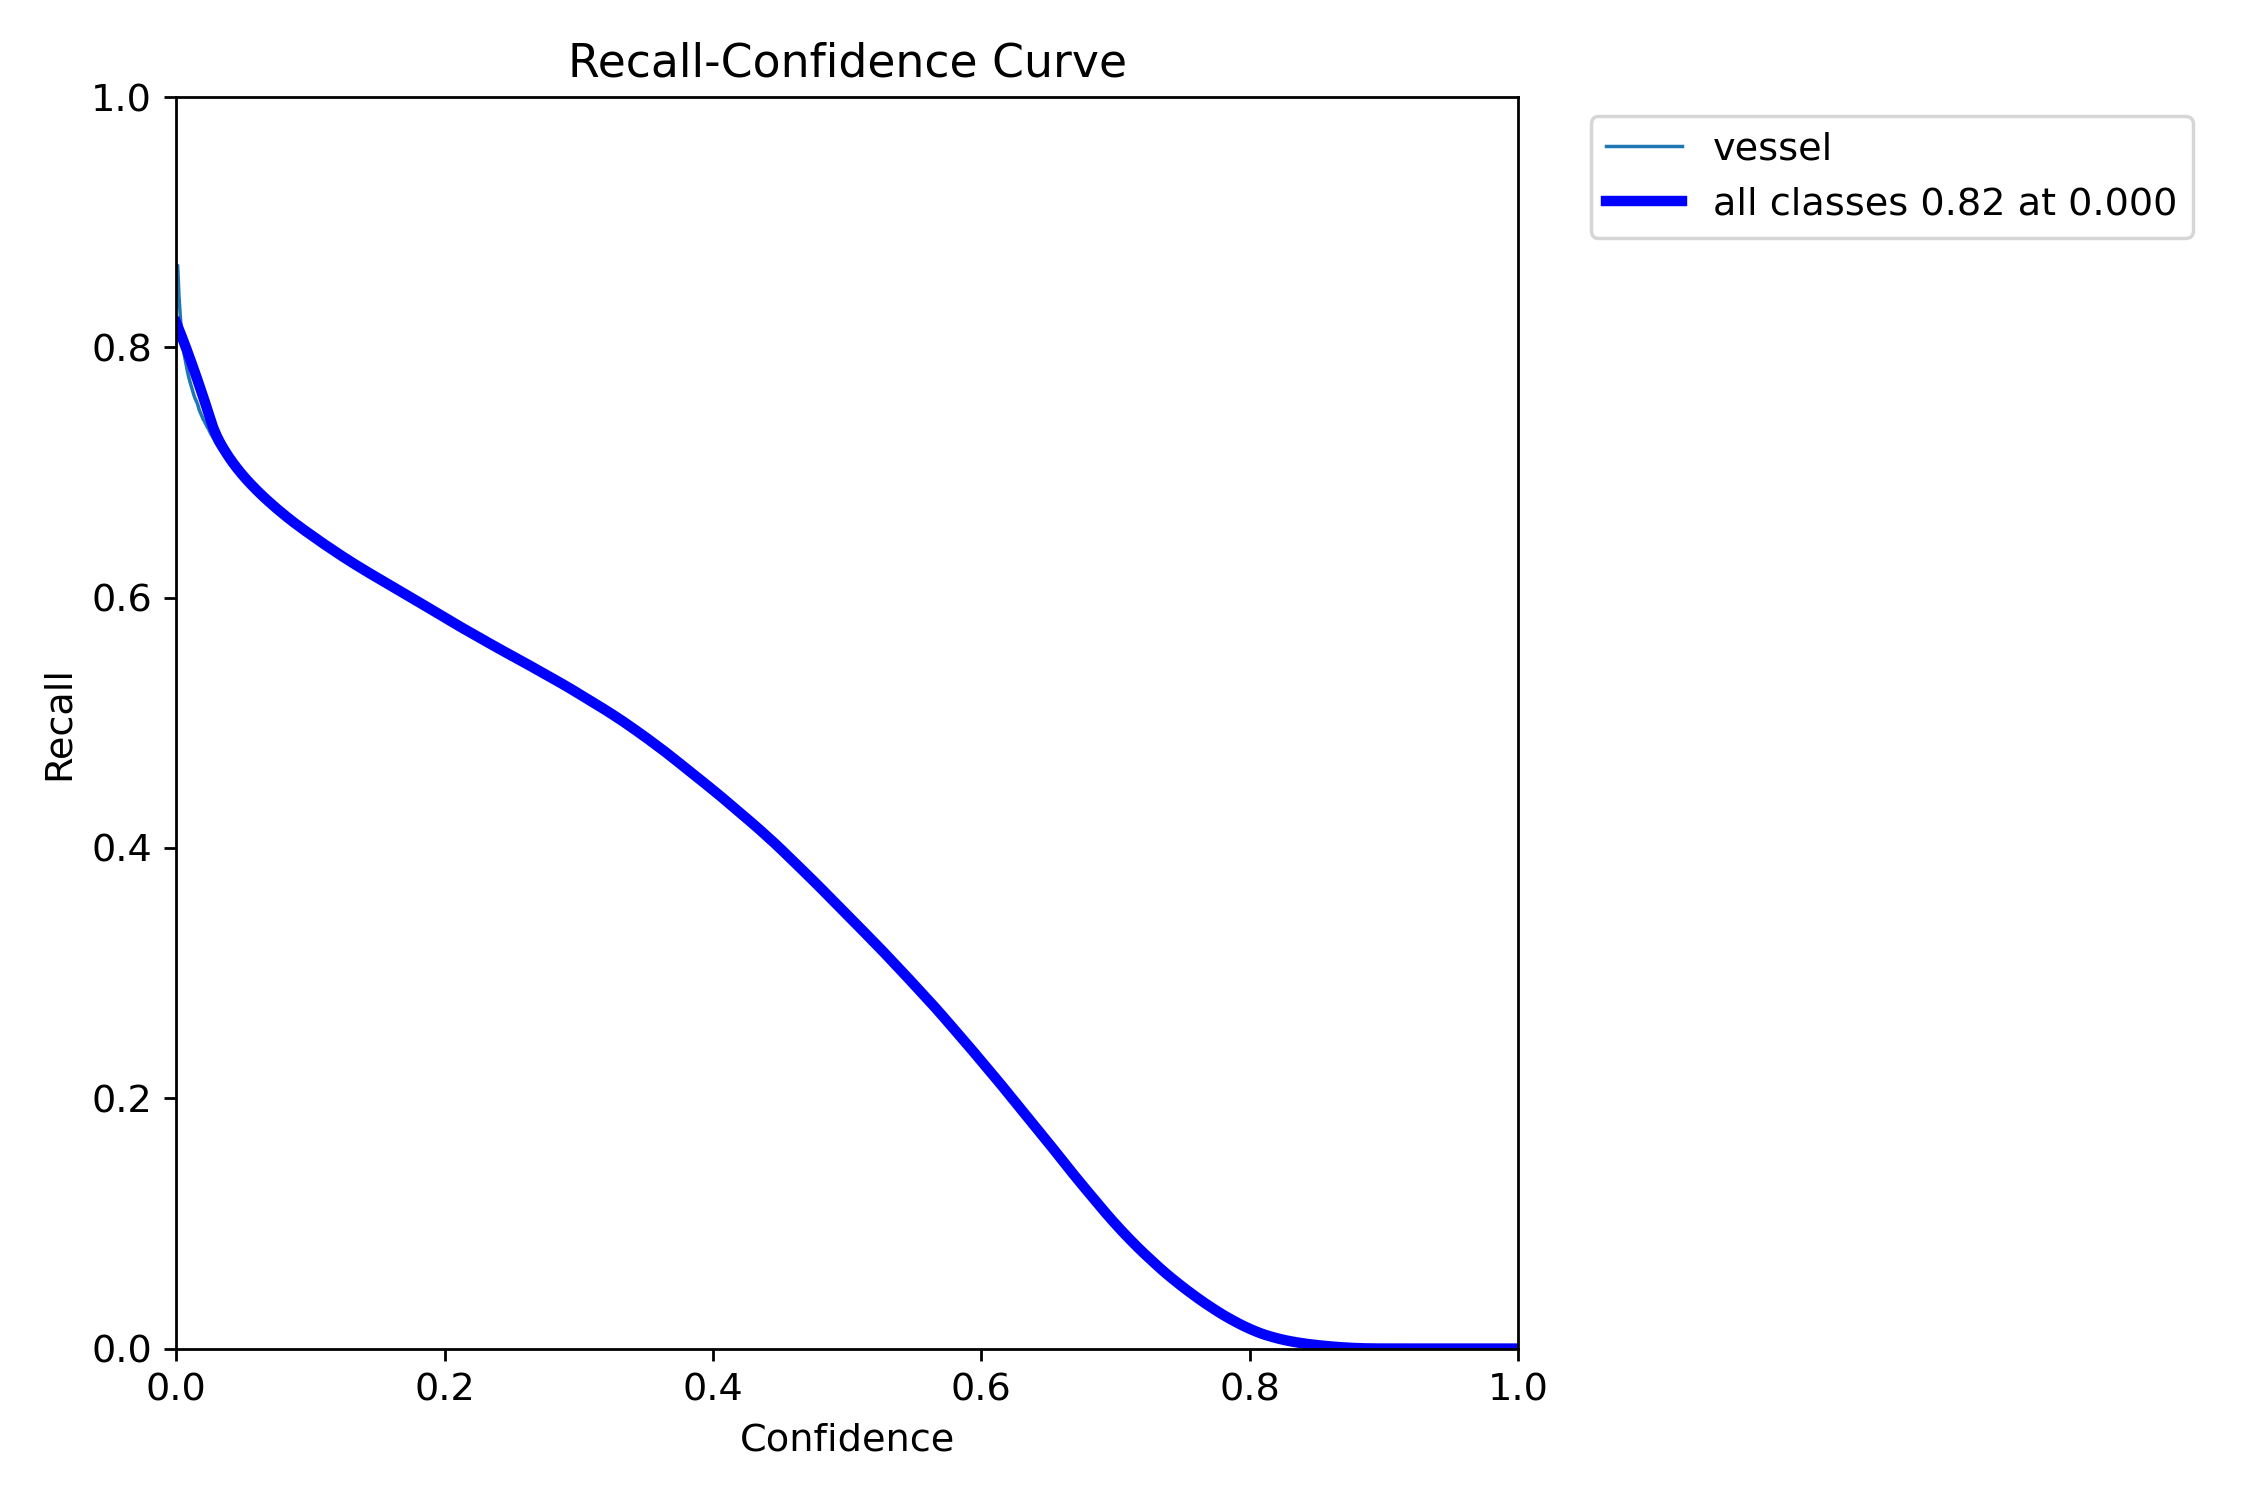 Recall-Confidence Curve
vessel
all classes 0.82 at 0.000
Recall
1.0
0.8
0.6
0.4
0.2
0.0
0.0 0.2 0.4 0.6 0.8 1.0
Confidence